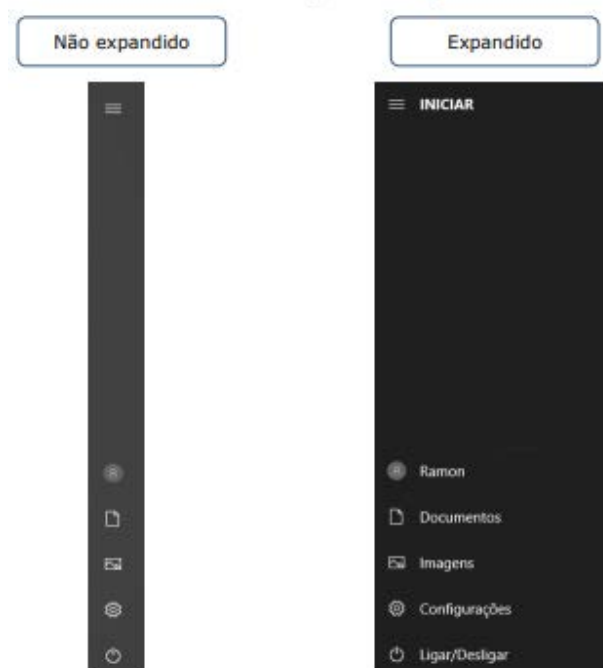 Não expandido
Expandido
INICIAR
Ramon
Documentos
Imagens
Configurações
Ligar/Desligar